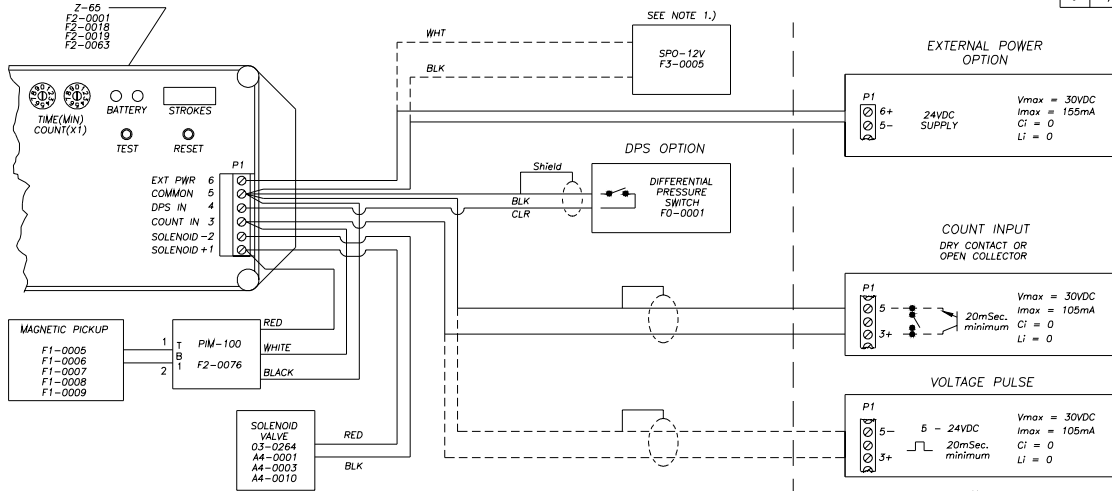 Z-65
F2-0001
F2-0018
F2-0019
F2-0063
TIME(MIN)
COUNT(X1)
BATTERY
STROKES
TEST
RESET
P1
EXT PWR 6
COMMON 5
DPS IN 4
COUNT IN 3
SOLENOID -2
SOLENOID +1
WHT
BLK
SEE NOTE 1.)
SPO-12V
F3-0005
DPS OPTION
Shield
BLK
CLR
DIFFERENTIAL
PRESSURE
SWITCH
F0-0001
MAGNETIC PICKUP
F1-0005
F1-0006
F1-0007
F1-0008
F1-0009
1
2
T
B
1
PIM-100
F2-0076
RED
WHITE
BLACK
SOLENOID
VALVE
03-0264
A4-0001
A4-0003
A4-0010
RED
BLK
EXTERNAL POWER
OPTION
P1
6+
5-
24VDC
SUPPLY
Vmax = 30VDC
Imax = 155mA
Ci = 0
Li = 0
COUNT INPUT
DRY CONTACT OR
OPEN COLLECTOR
P1
5
3+
20mSec.
minimum
Vmax = 30VDC
Imax = 105mA
Ci = 0
Li = 0
VOLTAGE PULSE
P1
5-
3+
5 - 24VDC
20mSec.
minimum
Vmax = 30VDC
Imax = 105mA
Ci = 0
Li = 0